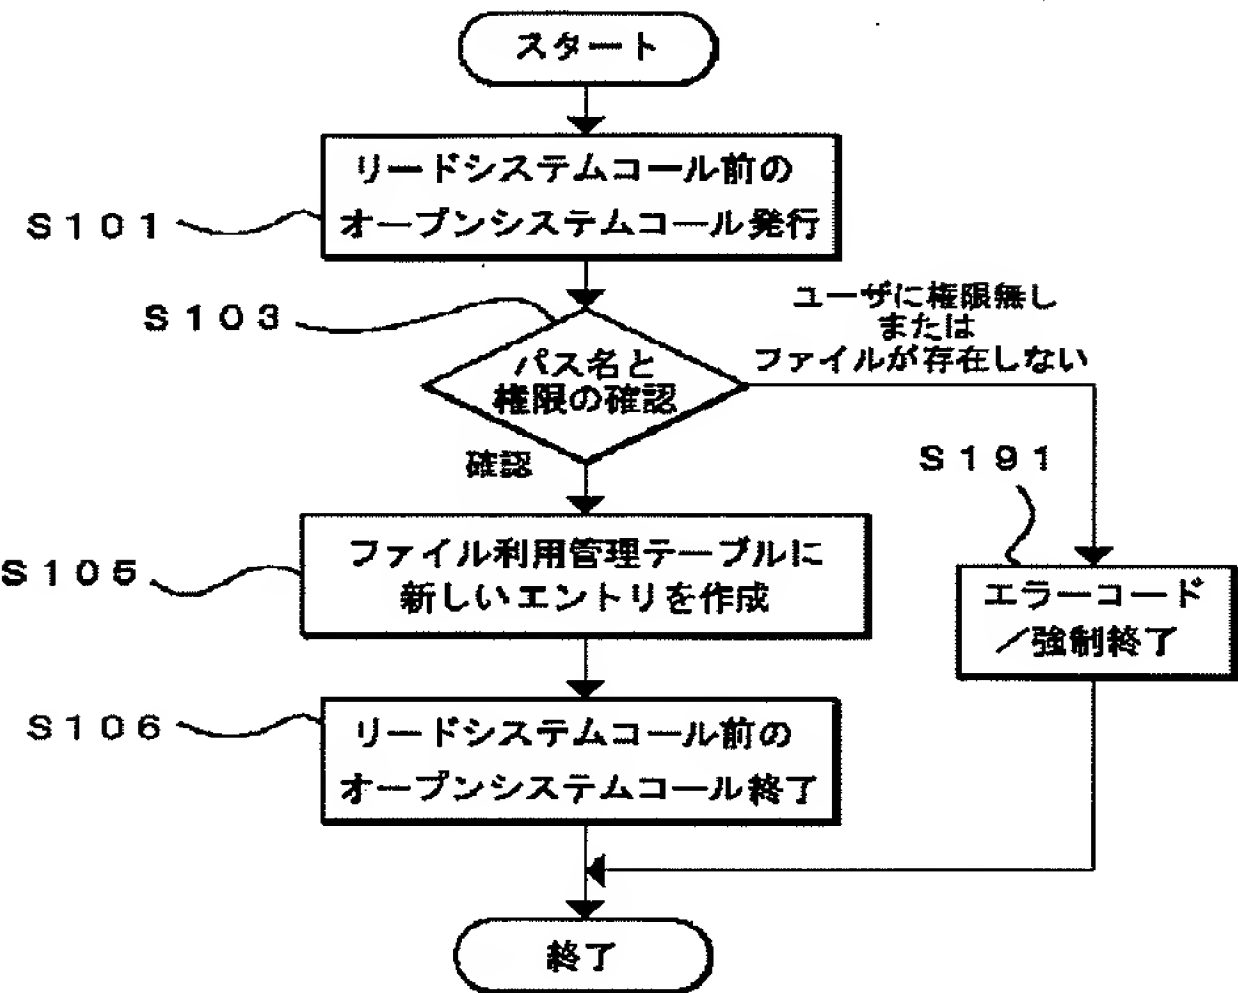 スタート
リードシステムコール前の
オープンシステムコール発行
S101
S103
パス名と
権限の確認
ユーザに権限無し
または
ファイルが存在しない
確認
S191
エラーコード
／強制終了
S105
ファイル利用管理テーブルに
新しいエントリを作成
S106
リードシステムコール前の
オープンシステムコール終了
終了